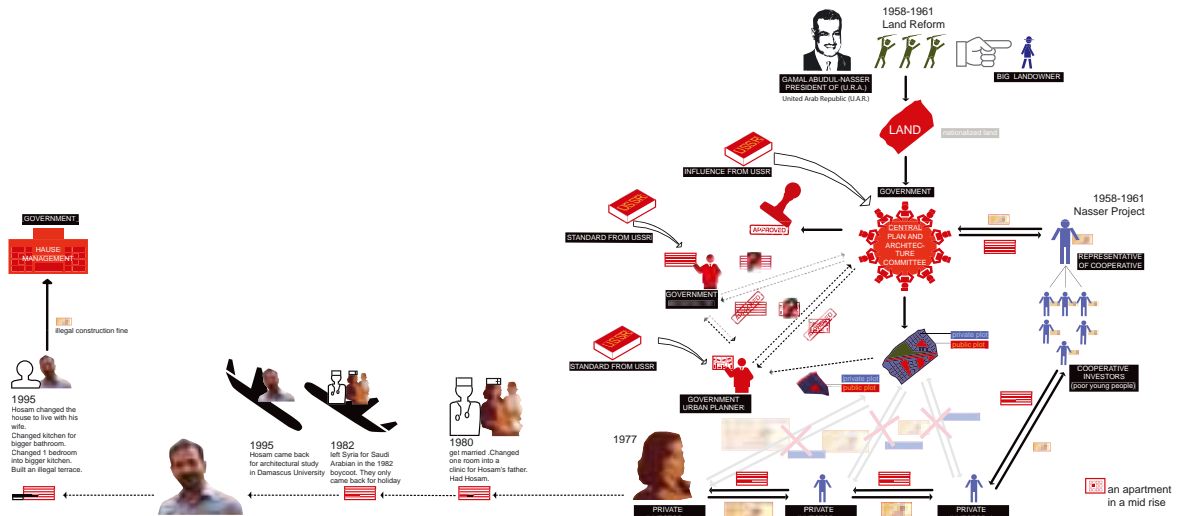 1958-1961
Land Reform
GAMAL ABUDUL-NASSER
PRESIDENT OF (U.R.A.)
United Arab Republic (U.A.R.)
BIG LANDOWNER
LAND
nationalized land
USSR
INFLUENCE FROM USSR
GOVERNMENT
1958-1961
Nasser Project
USSR
STANDARD FROM USSR
APPROVED
CENTRAL
PLAN AND
ARCHITEC-
TURE
COMMITTEE
REPRESENTATIVE
OF COOPERATIVE
GOVERNMENT
HAUSE
MANAGEMENT
GOVERNMENT
APPROVED
APPROVED
illegal construction fine
USSR
STANDARD FROM USSR
private plot
public plot
private plot
public plot
GOVERNMENT
URBAN PLANNER
COOPERATIVE
INVESTORS
(poor young people)
1995
Hosam changed the
house to live with his
wife.
Changed kitchen for
bigger bathroom.
Changed 1 bedroom
into bigger kitchen.
Built an illegal terrace.
1995
Hosam came back
for architectural study
in Damascus University
1982
left Syria for Saudi
Arabian in the 1982
boycoot. They only
came back for holiday
1980
get married .Changed
one room into a
clinic for Hosam's father.
Had Hosam.
1977
PRIVATE
PRIVATE
PRIVATE
an apartment
in a mid rise